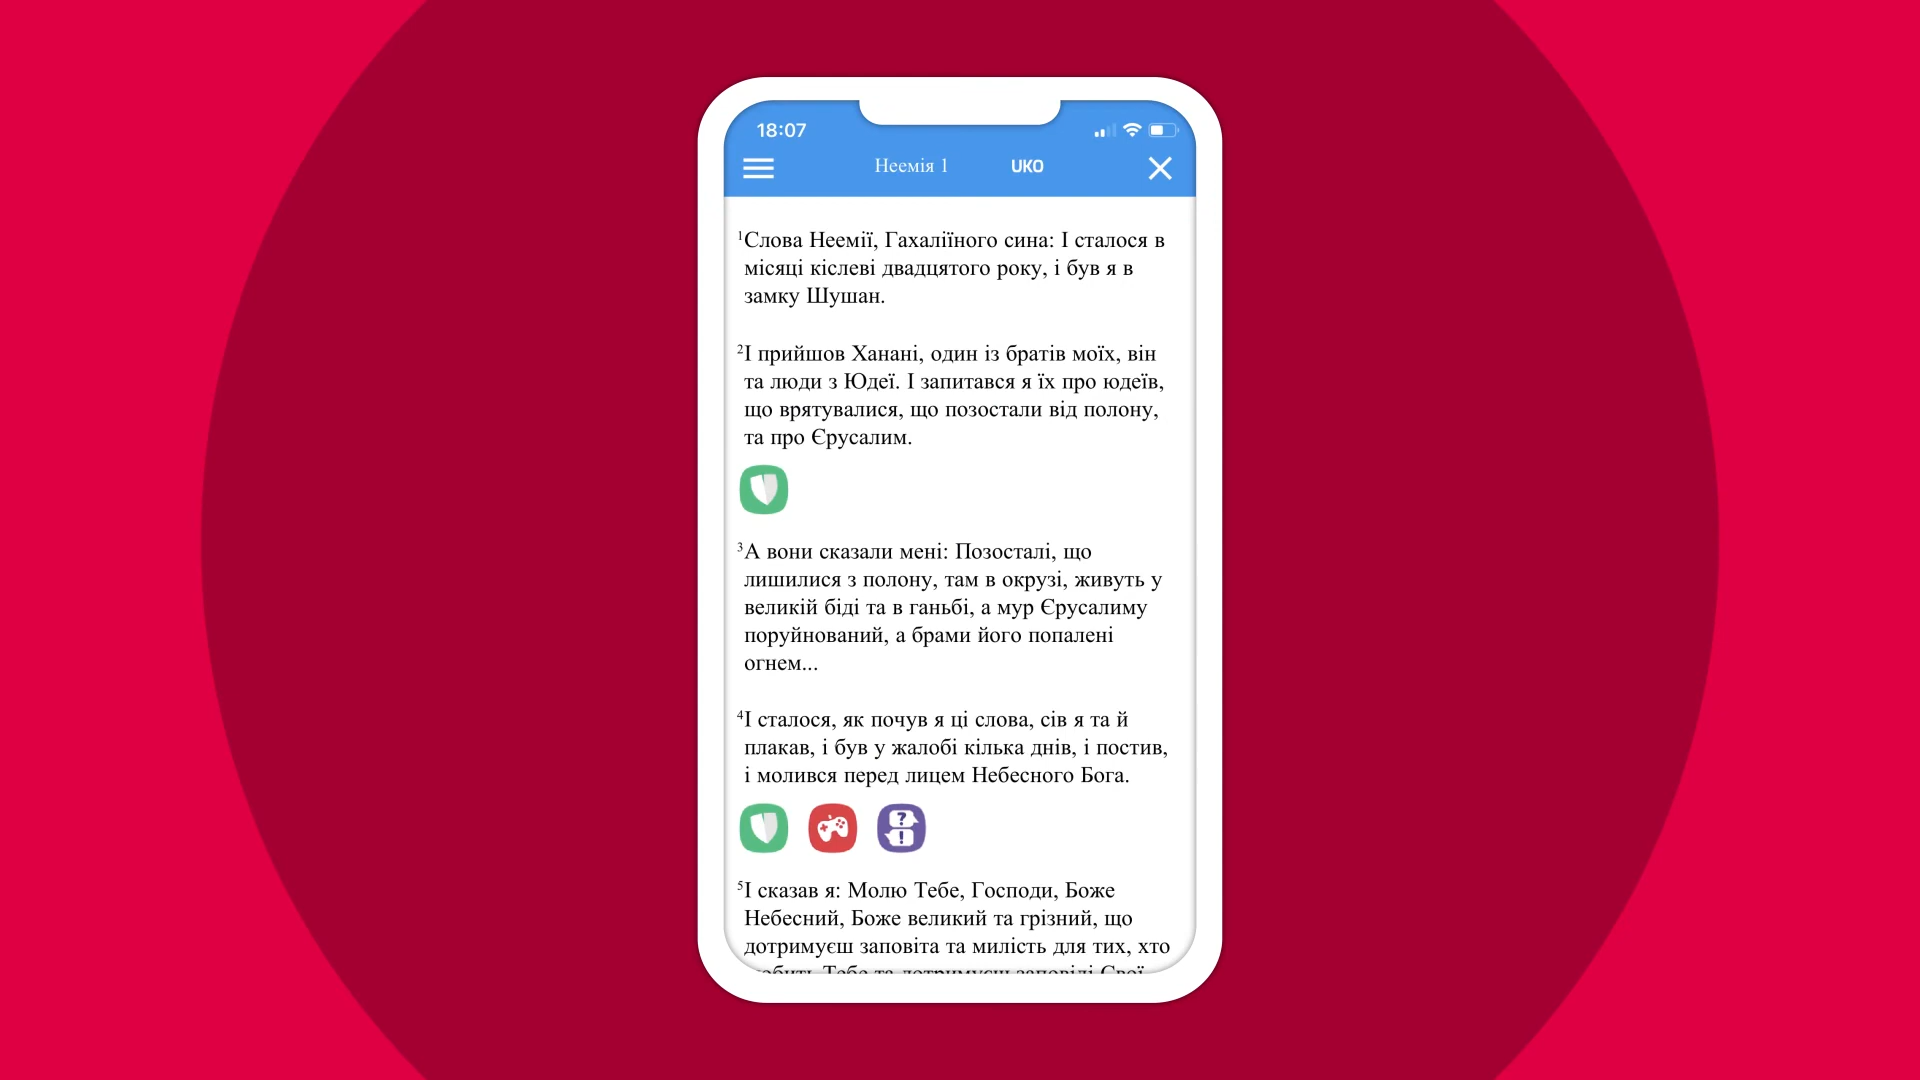 18:07
Неемія 1 UKO
1Слова Неемії, Гахаліїного сина: І сталося в
місяці кіслеві двадцятого року, і був я в
замку Шушан.
2І прийшов Ханані, один із братів моїх, він
та люди з Юдеї. І запитався я їх про юдеїв,
що врятувалися, що позостали від полону,
та про Єрусалим.
3А вони сказали мені: Позосталі, що
лишилися з полону, там в окрузі, живуть у
великій біді та в ганьбі, а мур Єрусалиму
поруйнований, а брами його попалені
огнем...
4І сталося, як почув я ці слова, сів я та й
плакав, і був у жалобі кілька днів, і постив,
і молився перед лицем Небесного Бога.
? !
5І сказав я: Молю Тебе, Господи, Боже
Небесний, Боже великий та грізний, що
дотримуєш заповіта та милість для тих, хто
Тебе та дотримуєш заповіді Свої